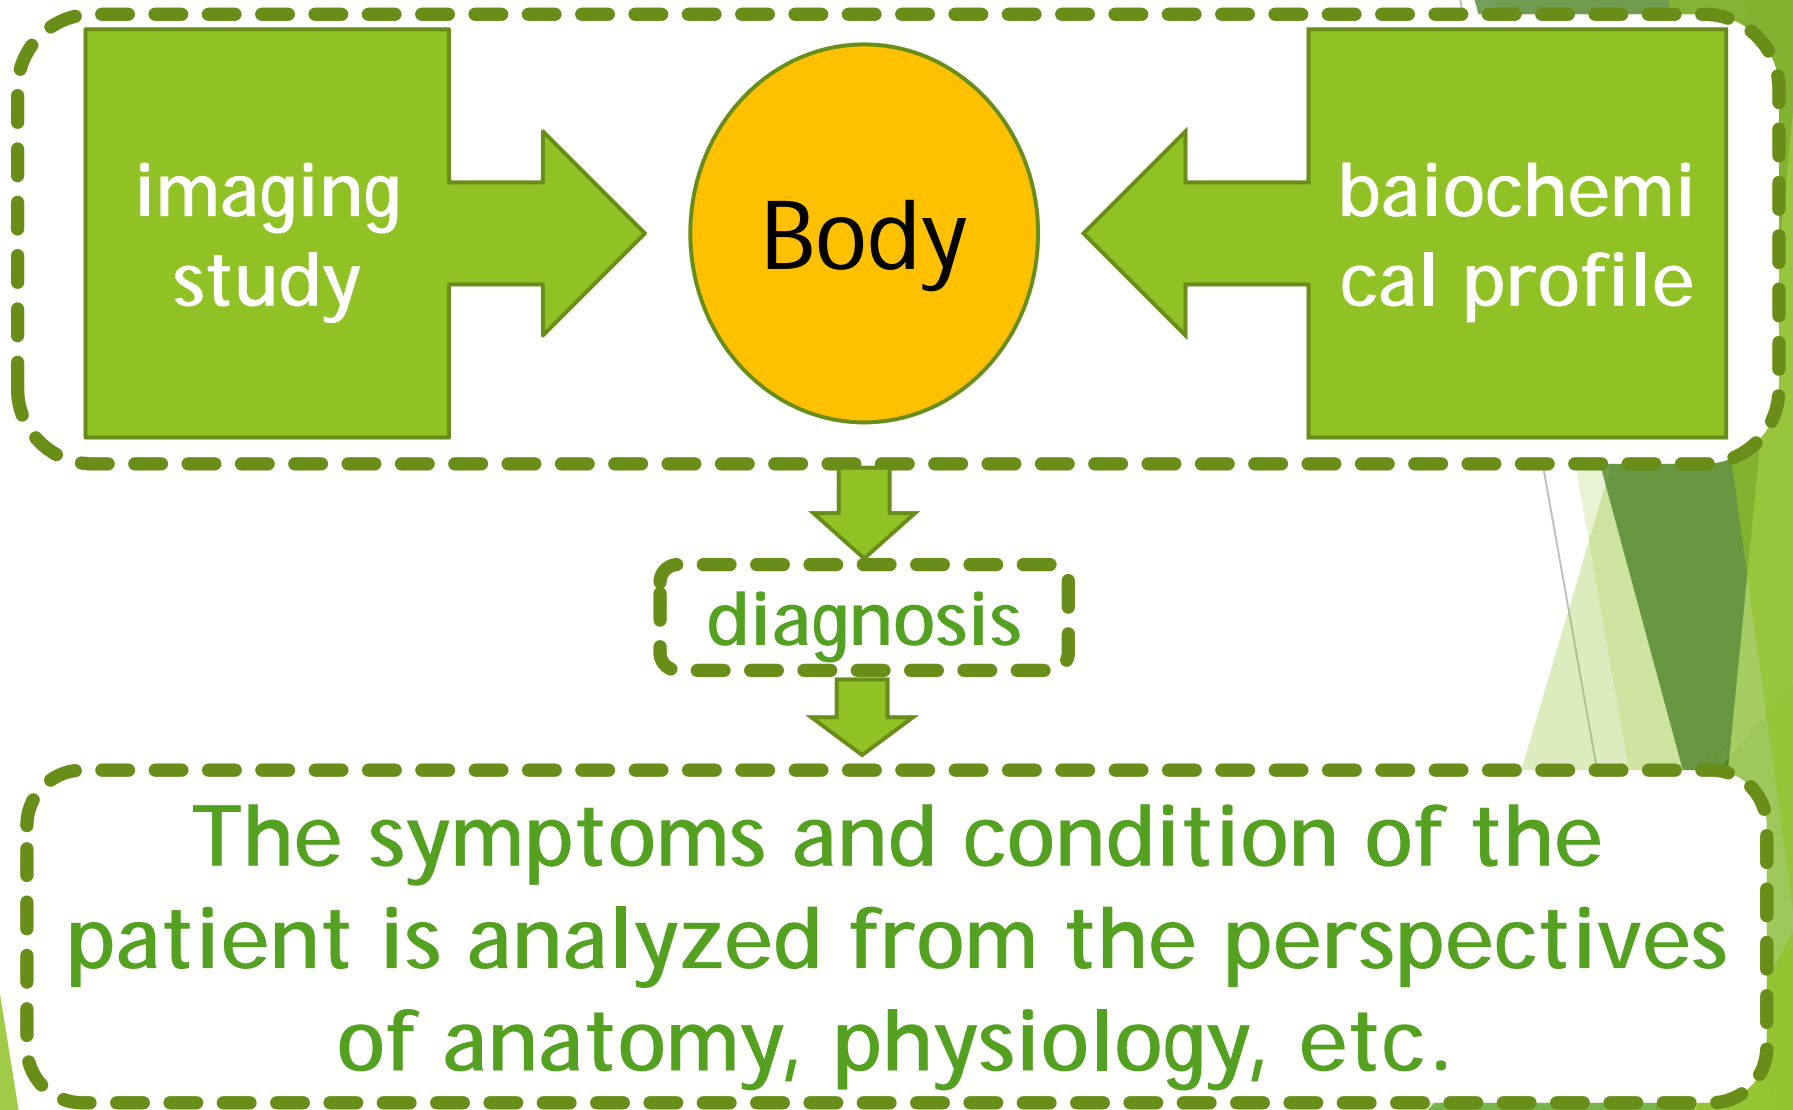 imaging
study
Body
baiochemi
cal profile
diagnosis
The symptoms and condition of the
patient is analyzed from the perspectives
of anatomy, physiology, etc.